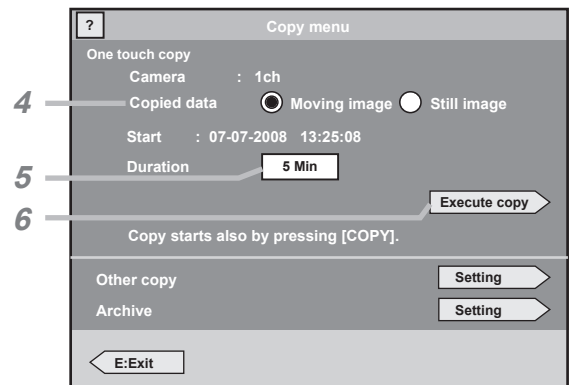 ? Copy menu
One touch copy
Camera : 1ch
4 Copied data Moving image Still image
Start : 07-07-2008 13:25:08
5 Duration 5 Min
6 Execute copy
Copy starts also by pressing [COPY].
Other copy Setting
Archive Setting
E:Exit